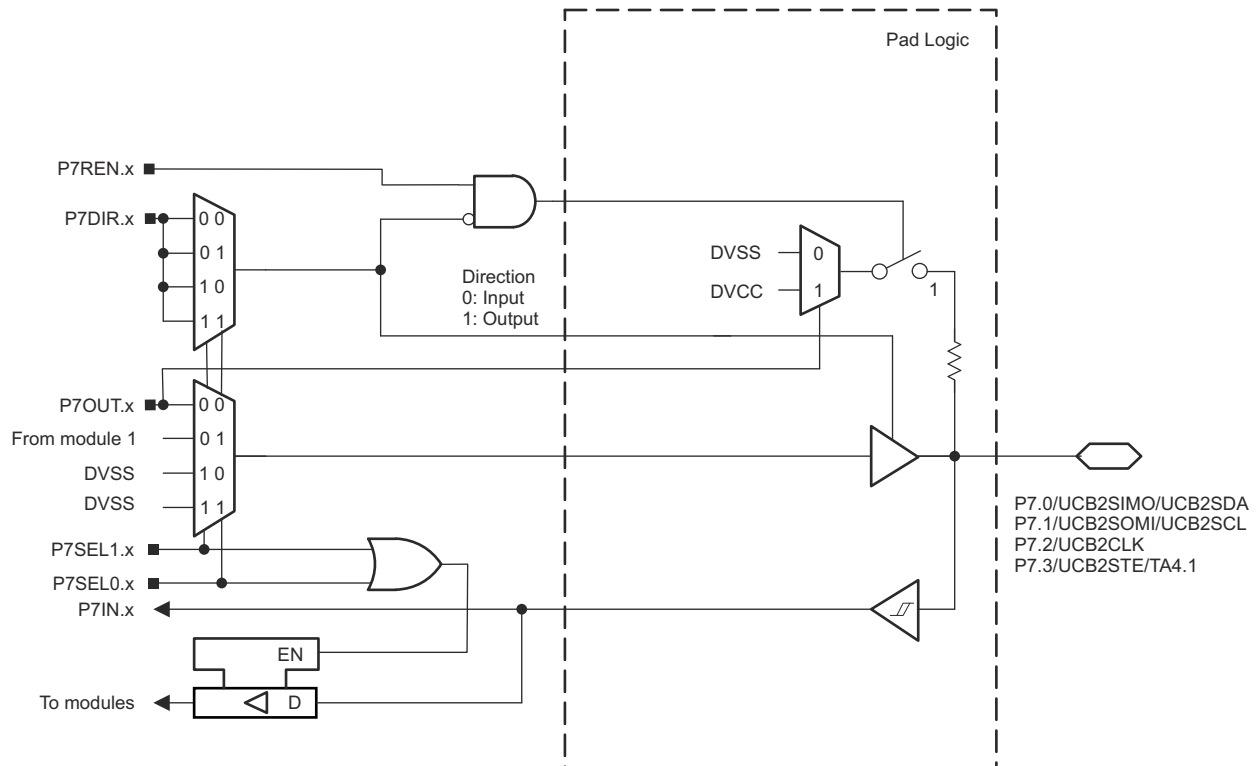 Pad Logic
P7REN.x
P7DIR.x
0 0
0 1
1 0
1 1
Direction
0: Input
1: Output
DVSS
0
DVCC
1
1
P7OUT.x
0 0
From module 1
0 1
DVSS
1 0
DVSS
1 1
P7.0/UCB2SIMO/UCB2SDA
P7.1/UCB2SOMI/UCB2SCL
P7.2/UCB2CLK
P7.3/UCB2STE/TA4.1
P7SEL1.x
P7SEL0.x
P7IN.x
EN
To modules
D